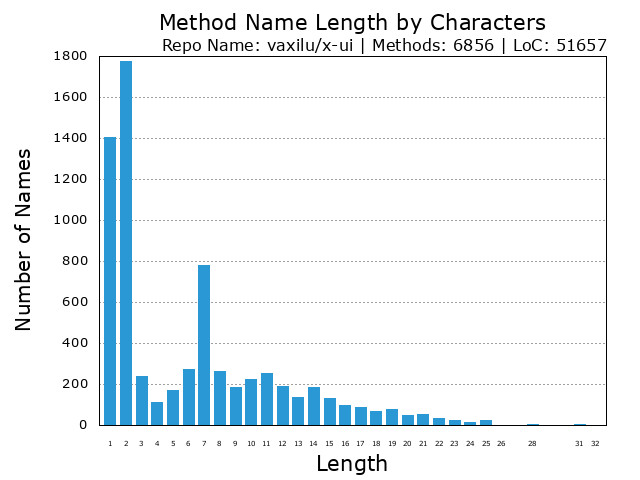 Method Name Length by Characters
Repo Name: vaxilu/x-ui | Methods: 6856 | LoC: 51657
Number of Names
1800
1600
1400
1200
1000
800
600
400
200
0
1 2 3 4 5 6 7 8 9 10 11 12 13 14 15 16 17 18 19 20 21 22 23 24 25 26 28 31 32
Length